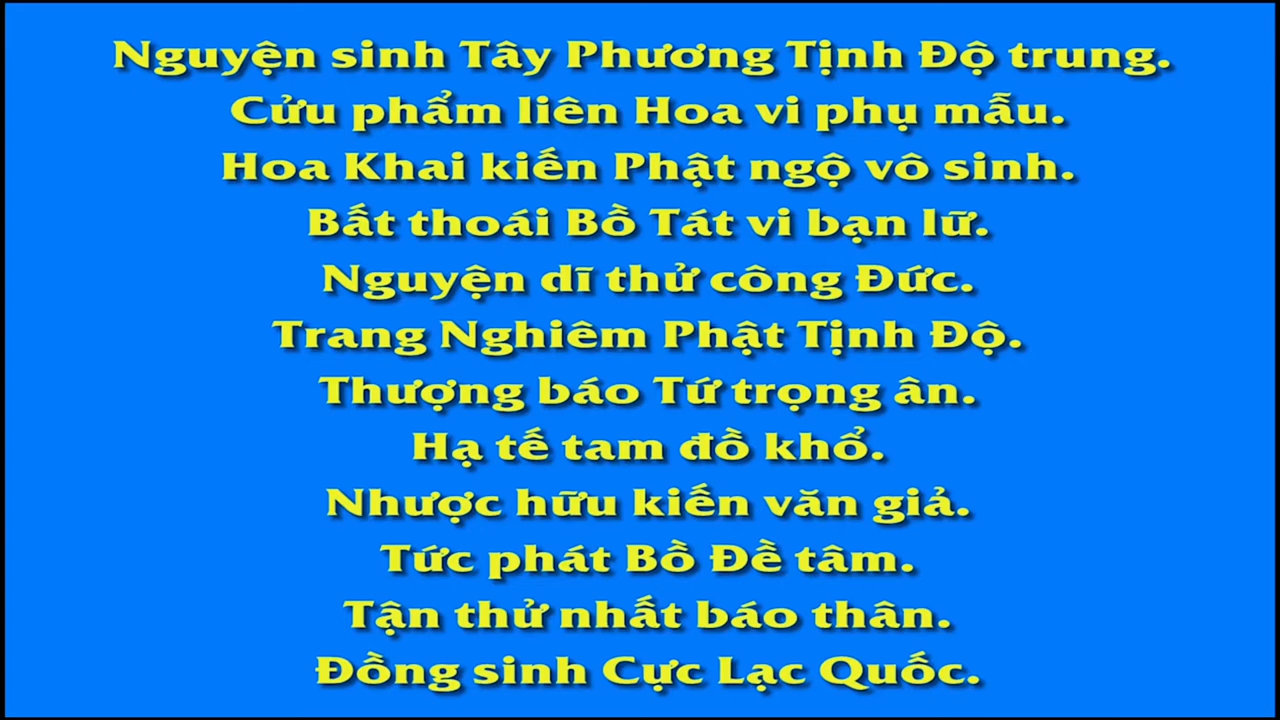 Nguyện sinh Tây Phương Tịnh Độ trung.
Cửu phẩm liên Hoa vi phụ mẫu.
Hoa Khai kiến Phật ngộ vô sinh.
Bất thoái Bồ Tát vi bạn lữ.
Nguyện dĩ thử công Đức.
Trang Nghiêm Phật Tịnh Độ.
Thượng báo Tứ trọng ân.
Hạ tế tam đồ khổ.
Nhược hữu kiến văn giả.
Tức phát Bồ Đề tâm.
Tận thử nhất báo thân.
Đồng sinh Cực Lạc Quốc.